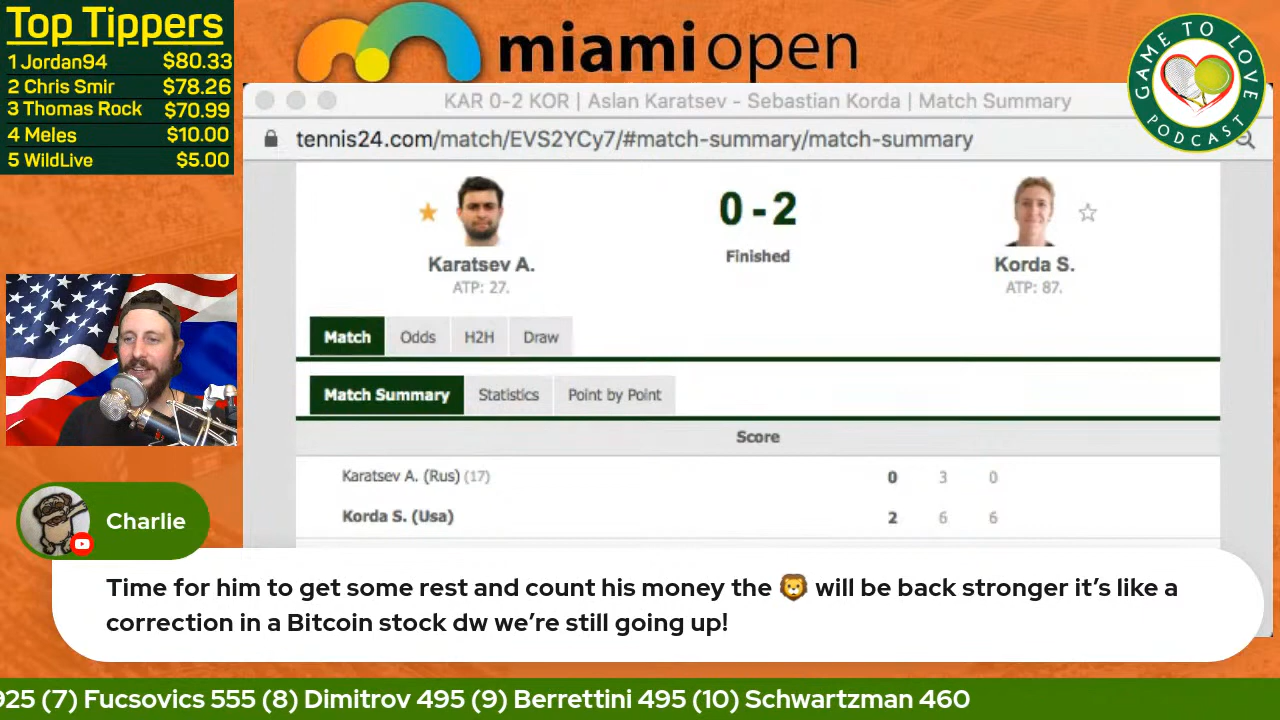 Top Tippers
1 Jordan94 $80.33
2 Chris Smir $78.26
3 Thomas Rock $70.99
4 Meles $10.00
5 WildLive $5.00
miami open
GAME TO LOVE
PODCAST
KAR 0-2 KOR | Aslan Karatsev - Sebastian Korda | Match Summary
tennis24.com/match/EVS2YCy7/#match-summary/match-summary
0 - 2
Finished
Karatsev A.
ATP: 27.
Korda S.
ATP: 87.
Match Odds H2H Draw
Match Summary Statistics Point by Point
Score
Karatsev A. (Rus) (17) 0 3 0
Korda S. (Usa) 2 6 6
Charlie
Time for him to get some rest and count his money the 🦁 will be back stronger it’s like a
correction in a Bitcoin stock dw we’re still going up!
925 (7) Fucsovics 555 (8) Dimitrov 495 (9) Berrettini 495 (10) Schwartzman 460